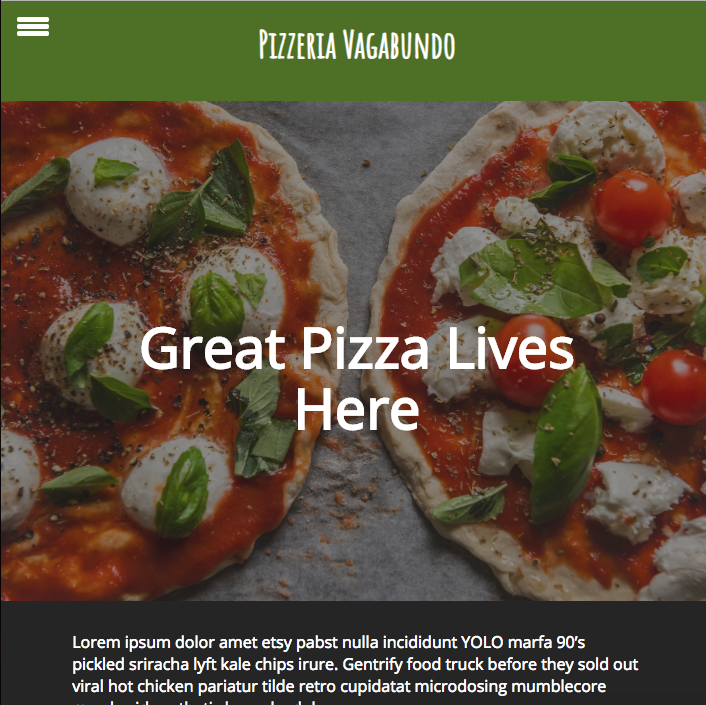 Pizzeria Vagabundo
Great Pizza Lives
Here
Lorem ipsum dolor amet etsy pabst nulla incididunt YOLO marfa 90’s
pickled sriracha lyft kale chips irure. Gentrify food truck before they sold out
viral hot chicken pariatur tilde retro cupidatat microdosing mumblecore